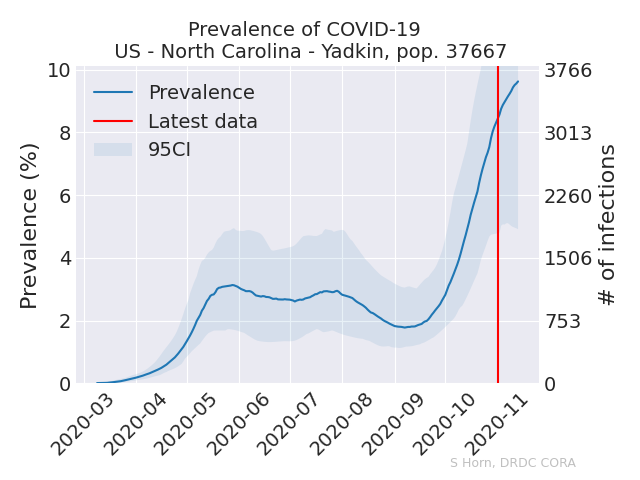 Prevalence of COVID-19
US - North Carolina - Yadkin, pop. 37667
Prevalence (%)
10
8
6
4
2
0
Prevalence
Latest data
95CI
3766
3013
2260
1506
753
0
# of infections
2020-03
2020-04
2020-05
2020-06
2020-07
2020-08
2020-09
2020-10
2020-11
S Horn, DRDC CORA